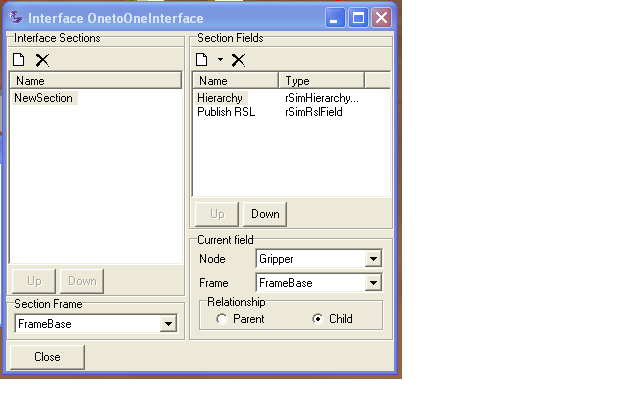 Interface OnetoOneInterface
Interface Sections
Name
NewSection
Up Down
Section Frame
FrameBase
Close
Section Fields
Name Type
Hierarchy rSimHierarchy...
Publish RSL rSimRslField
Up Down
Current field
Node Gripper
Frame FrameBase
Relationship
Parent Child